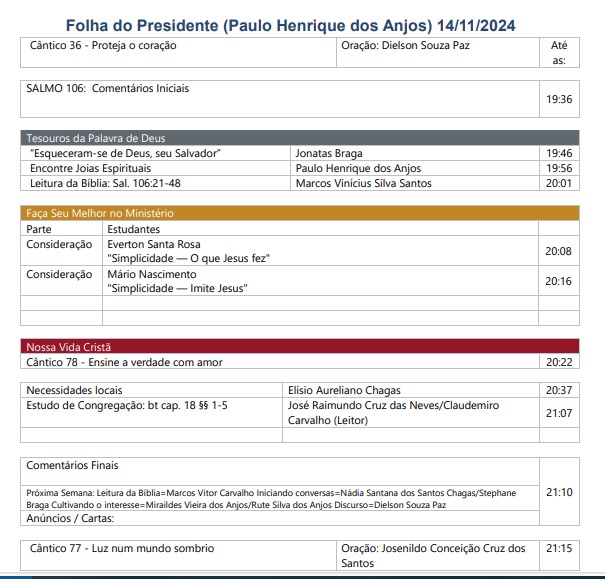 Folha do Presidente (Paulo Henrique dos Anjos) 14/11/2024
Cântico 36 - Proteja o coração Oração: Dielson Souza Paz Até
as:
SALMO 106: Comentários Iniciais 19:36
Tesouros da Palavra de Deus
"Esqueceram-se de Deus, seu Salvador" Jonatas Braga 19:46
Encontre Joias Espirituais Paulo Henrique dos Anjos 19:56
Leitura da Bíblia: Sal. 106:21-48 Marcos Vinícius Silva Santos 20:01
Faça Seu Melhor no Ministério
Parte Estudantes
Consideração Everton Santa Rosa
"Simplicidade — O que Jesus fez" 20:08
Consideração Mário Nascimento
"Simplicidade — Imite Jesus" 20:16
Nossa Vida Cristã
Cântico 78 - Ensine a verdade com amor 20:22
Necessidades locais Elísio Aureliano Chagas 20:37
Estudo de Congregação: bt cap. 18 §§ 1-5 José Raimundo Cruz das Neves/Claudemiro
Carvalho (Leitor) 21:07
Comentários Finais
21:10
Próxima Semana: Leitura da Bíblia=Marcos Vitor Carvalho Iniciando conversas=Nádia Santana dos Santos Chagas/Stephane
Braga Cultivando o interesse=Miraildes Vieira dos Anjos/Rute Silva dos Anjos Discurso=Dielson Souza Paz
Anúncios / Cartas:
Cântico 77 - Luz num mundo sombrio Oração: Josenildo Conceição Cruz dos
Santos 21:15